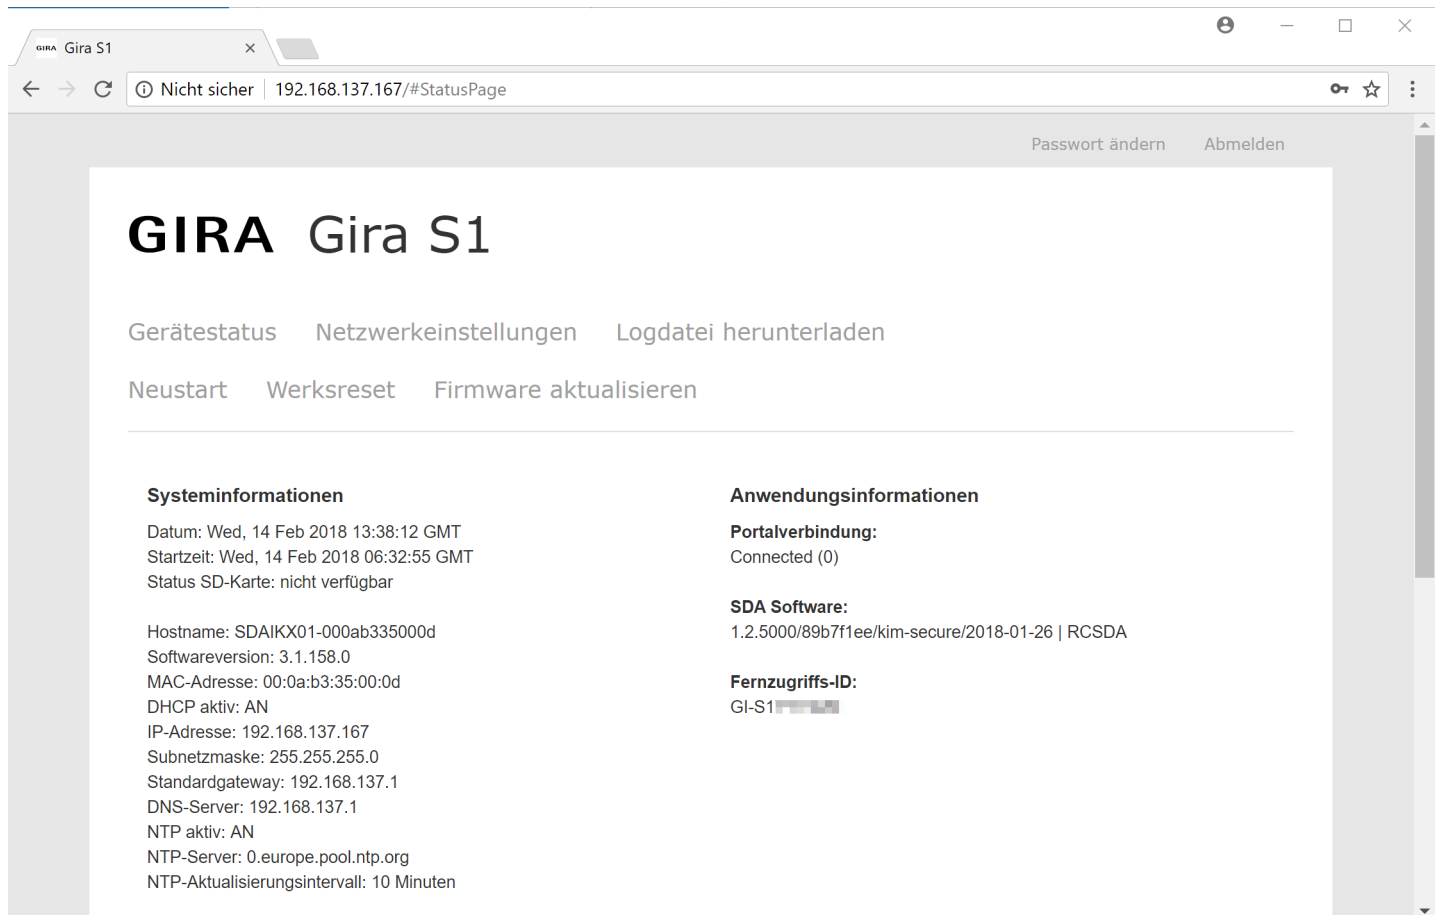 GIRA Gira S1
Nicht sicher 192.168.137.167/#StatusPage
Passwort ändern Abmelden
GIRA Gira S1
Gerätestatus Netzwerkeinstellungen Logdatei herunterladen
Neustart Werksreset Firmware aktualisieren
Systeminformationen
Datum: Wed, 14 Feb 2018 13:38:12 GMT
Startzeit: Wed, 14 Feb 2018 06:32:55 GMT
Status SD-Karte: nicht verfügbar
Hostname: SDAIKX01-000ab335000d
Softwareversion: 3.1.158.0
MAC-Adresse: 00:0a:b3:35:00:0d
DHCP aktiv: AN
IP-Adresse: 192.168.137.167
Subnetzmaske: 255.255.255.0
Standardgateway: 192.168.137.1
DNS-Server: 192.168.137.1
NTP aktiv: AN
NTP-Server: 0.europe.pool.ntp.org
NTP-Aktualisierungsintervall: 10 Minuten
Anwendungsinformationen
Portalverbindung:
Connected (0)
SDA Software:
1.2.5000/89b7f1ee/kim-secure/2018-01-26 | RCSDA
Fernzugriffs-ID:
GI-S1